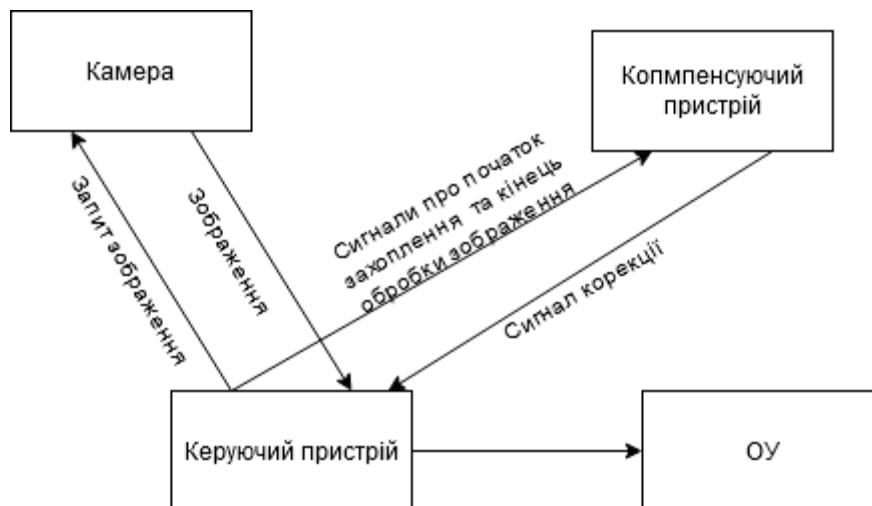 Камера
Копмпенсуючий
пристрій
Запит зображення
Зображення
Сигнали про початок
захоплення та кінець
обробки зображення
Сигнал корекції
Керуючий пристрій
ОУ